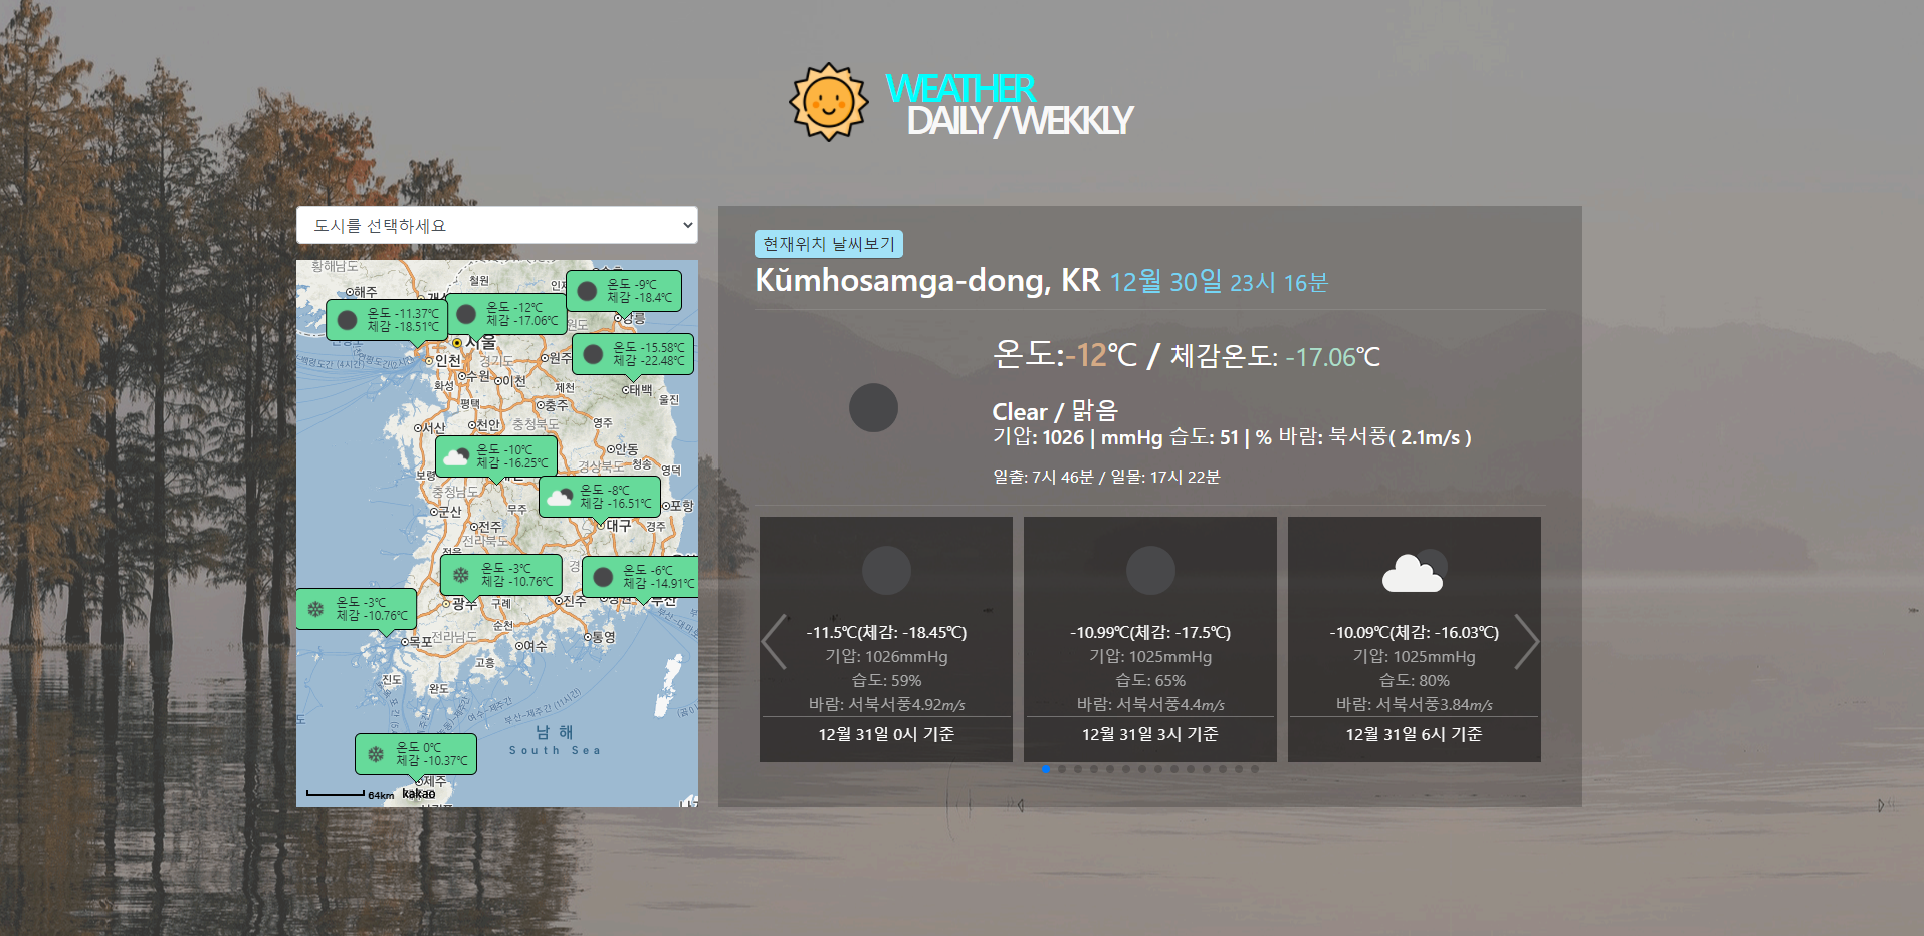 WEATHER
DAILY / WEKKLY
도시를 선택하세요
황해남도
철원
해주
온도 -9℃
체감 -18.4℃
온도 -11.37℃
체감 -18.51℃
온도 -12℃
체감 -17.06℃
강릉
서울
온도 -15.58℃
체감 -22.48℃
인천
경기도
원주
수원
이천
화성
제천
태백
울진
평택
충주
서산
천안
충청북도
영주
온도 -10℃
체감 -16.25℃
안동
경상북도
청송
영덕
보령
충청남도
온도 -8℃
체감 -16.51℃
군산
무주
포항
전주
대구
경주
전라북도
정읍
온도 -3℃
체감 -10.76℃
온도 -6℃
체감 -14.91℃
온도 -3℃
체감 -10.76℃
광주
구례
진주
창원
부산
순천
통영
목포
전라남도
여수
고흥
진도
완도
여수-제주간
부산-제주간 (11시간)
남 해
South Sea
온도 0℃
체감 -10.37℃
제주
64km
kakao
현재위치 날씨보기
Kŭmhosamga-dong, KR 12월 30일 23시 16분
온도:-12℃ / 체감온도: -17.06℃
Clear / 맑음
기압: 1026 | mmHg 습도: 51 | % 바람: 북서풍( 2.1m/s )
일출: 7시 46분 / 일몰: 17시 22분
-11.5℃(체감: -18.45℃)
기압: 1026mmHg
습도: 59%
바람: 서북서풍4.92m/s
12월 31일 0시 기준
-10.99℃(체감: -17.5℃)
기압: 1025mmHg
습도: 65%
바람: 서북서풍4.4m/s
12월 31일 3시 기준
-10.09℃(체감: -16.03℃)
기압: 1025mmHg
습도: 80%
바람: 서북서풍3.84m/s
12월 31일 6시 기준